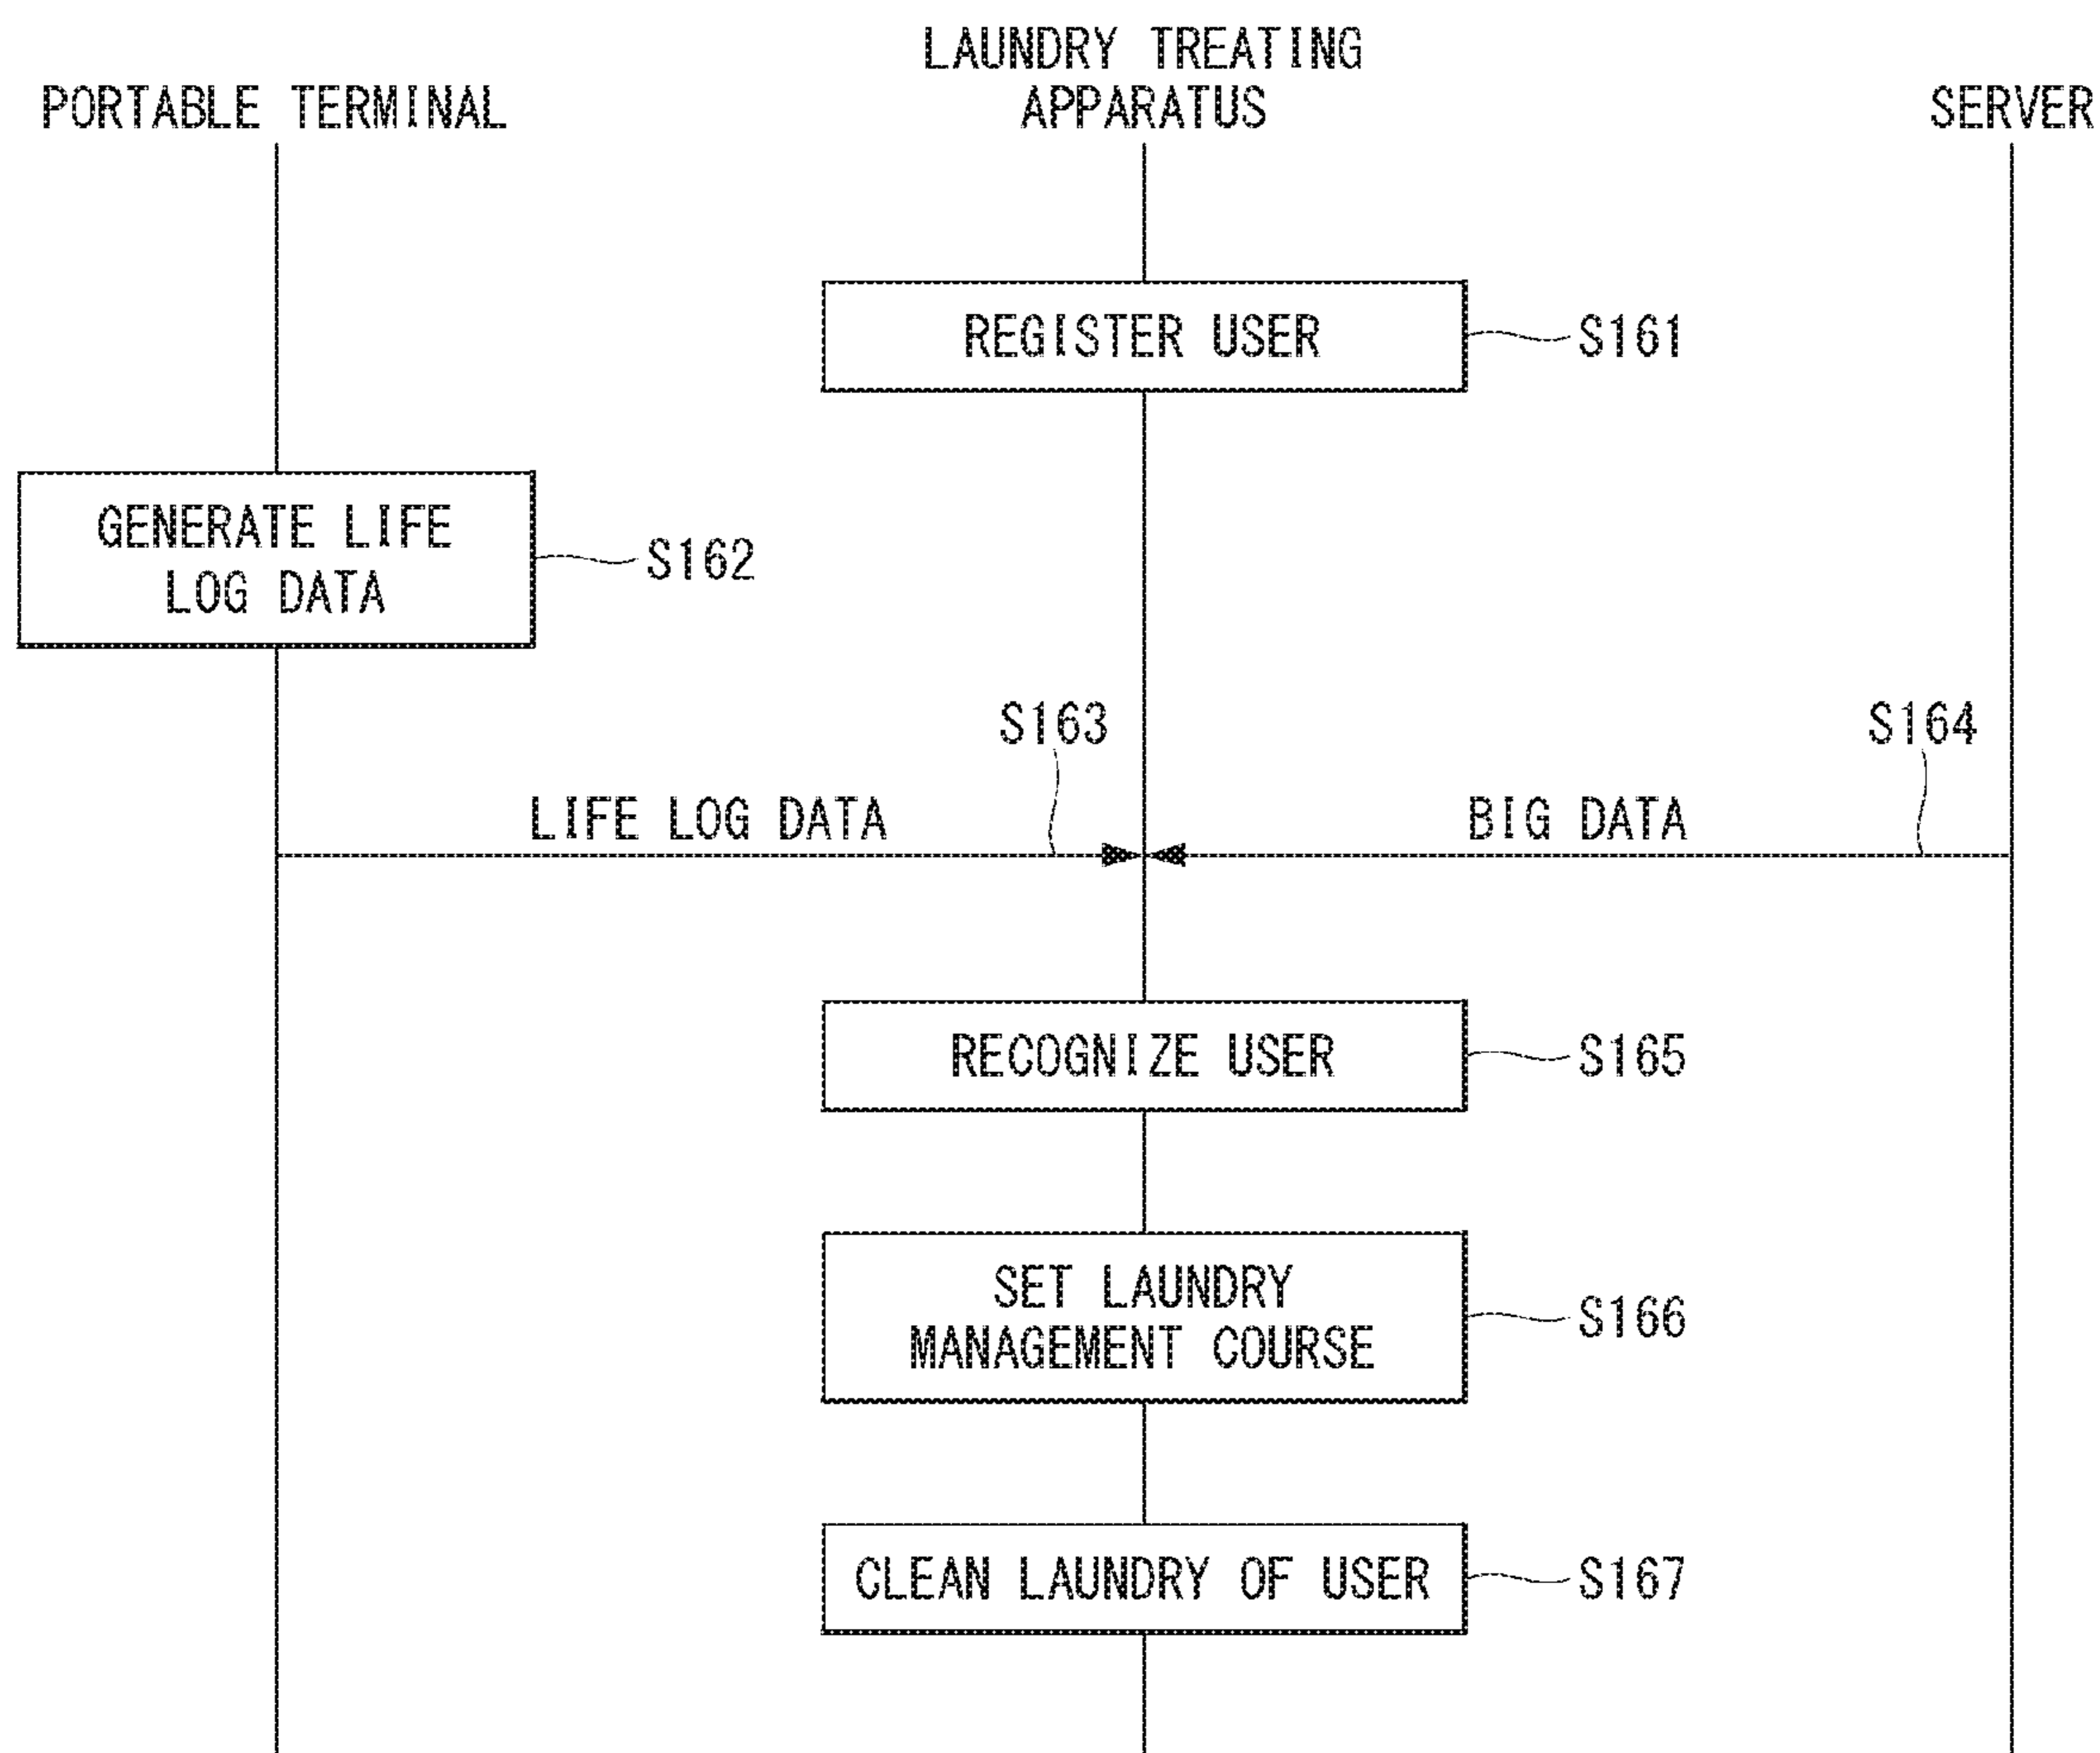 LAUNDRY TREATING
APPARATUS
PORTABLE TERMINAL
SERVER
REGISTER USER
S161
GENERATE LIFE
LOG DATA
S162
S163
S164
LIFE LOG DATA
BIG DATA
RECOGNIZE USER
S165
SET LAUNDRY
MANAGEMENT COURSE
S166
CLEAN LAUNDRY OF USER
S167